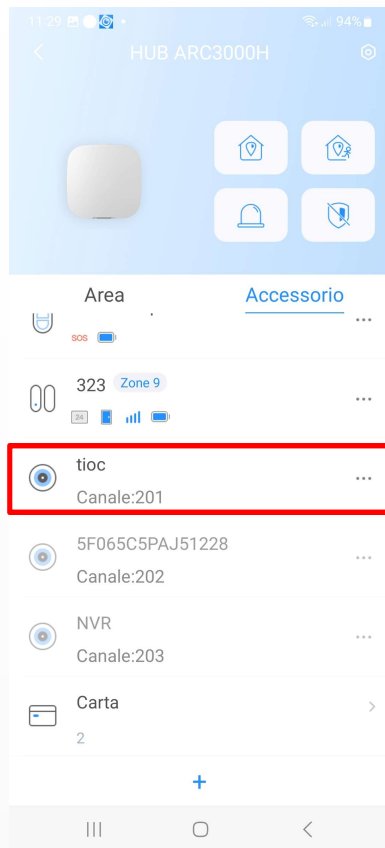 11:29 94%
HUB ARC3000H
Area Accessorio
SOS
323 Zone 9
24
tioc
Canale:201
5F065C5PAJ51228
Canale:202
NVR
Canale:203
Carta
2
+